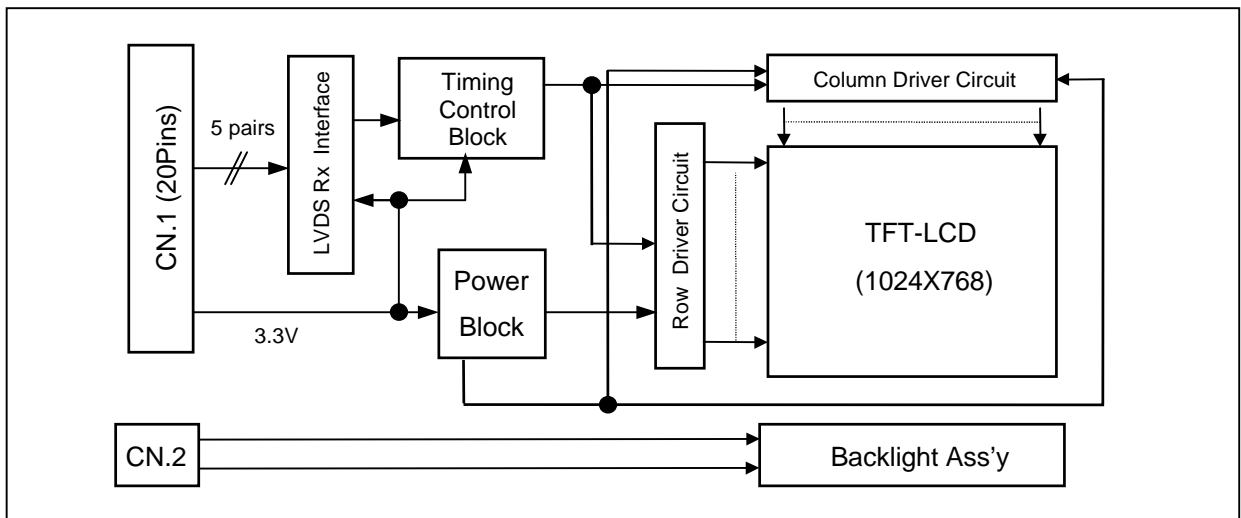 CN.1 (20Pins)
5 pairs
LVDS Rx Interface
Timing
Control
Block
Column Driver Circuit
Row Driver Circuit
TFT-LCD
(1024X768)
Power
Block
3.3V
CN.2
Backlight Ass'y